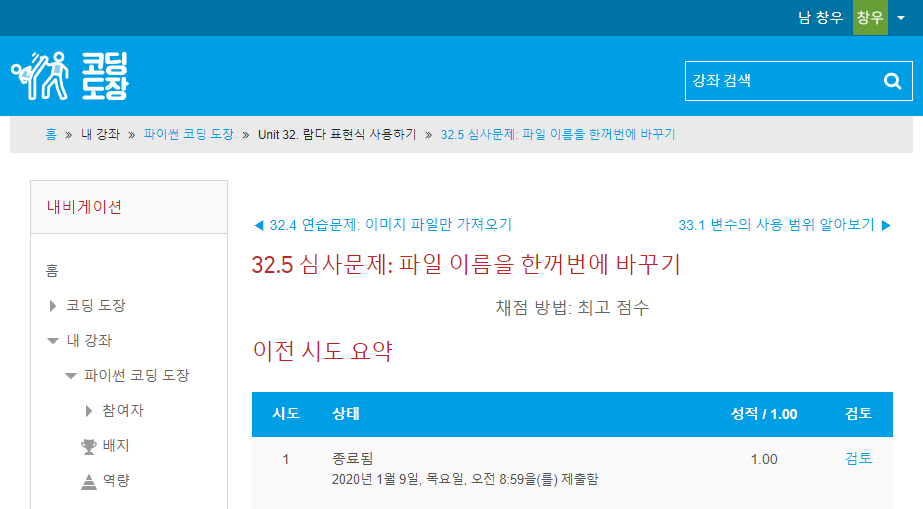 남 창우 창우
코딩
도장
강좌 검색
홈 » 내 강좌 » 파이썬 코딩 도장 » Unit 32. 람다 표현식 사용하기 » 32.5 심사문제: 파일 이름을 한꺼번에 바꾸기
내비게이션
홈
코딩 도장
내 강좌
파이썬 코딩 도장
참여자
배지
역량
◀ 32.4 연습문제: 이미지 파일만 가져오기
33.1 변수의 사용 범위 알아보기 ▶
32.5 심사문제: 파일 이름을 한꺼번에 바꾸기
채점 방법: 최고 점수
이전 시도 요약
시도 상태 성적 / 1.00 검토
1 종료됨 1.00 검토
2020년 1월 9일, 목요일, 오전 8:59을(를) 제출함